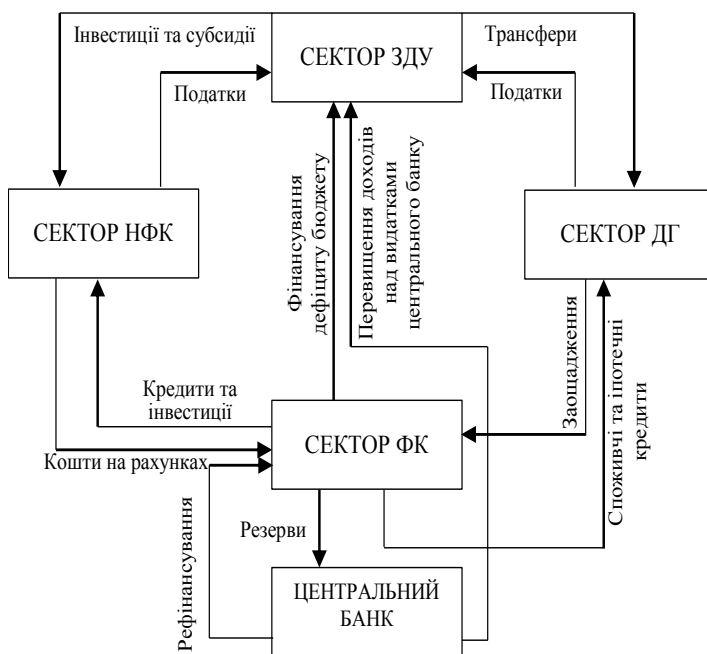 Інвестиції та субсидії
СЕКТОР ЗДУ
Трансфери
Податки
Податки
СЕКТОР НФК
СЕКТОР ДГ
Фінансування
дефіциту бюджету
Перевищення доходів
над видатками
центрального банку
Заощадження
Споживчі та іпотечні
кредити
Кредити та
інвестиції
СЕКТОР ФК
Кошти на рахунках
Рефінансування
Резерви
ЦЕНТРАЛЬНИЙ
БАНК